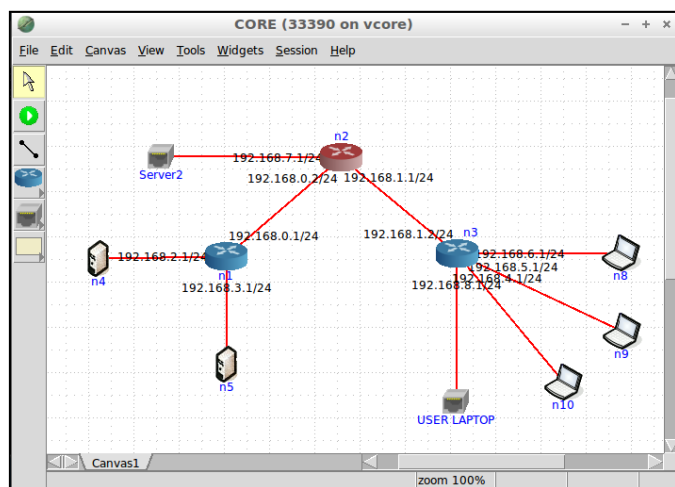 CORE (33390 on vcore)
File Edit Canvas View Tools Widgets Session Help
n2
192.168.7.1/24
Server2
192.168.0.2/24
192.168.1.1/24
n3
192.168.0.1/24
192.168.1.2/24
192.168.2.1/24
192.168.6.1/24
n4
n1
192.168.5.1/24
n8
192.168.4.1/24
192.168.3.1/24
192.168.8.1/24
n9
n5
n10
USER LAPTOP
Canvas1
zoom 100%